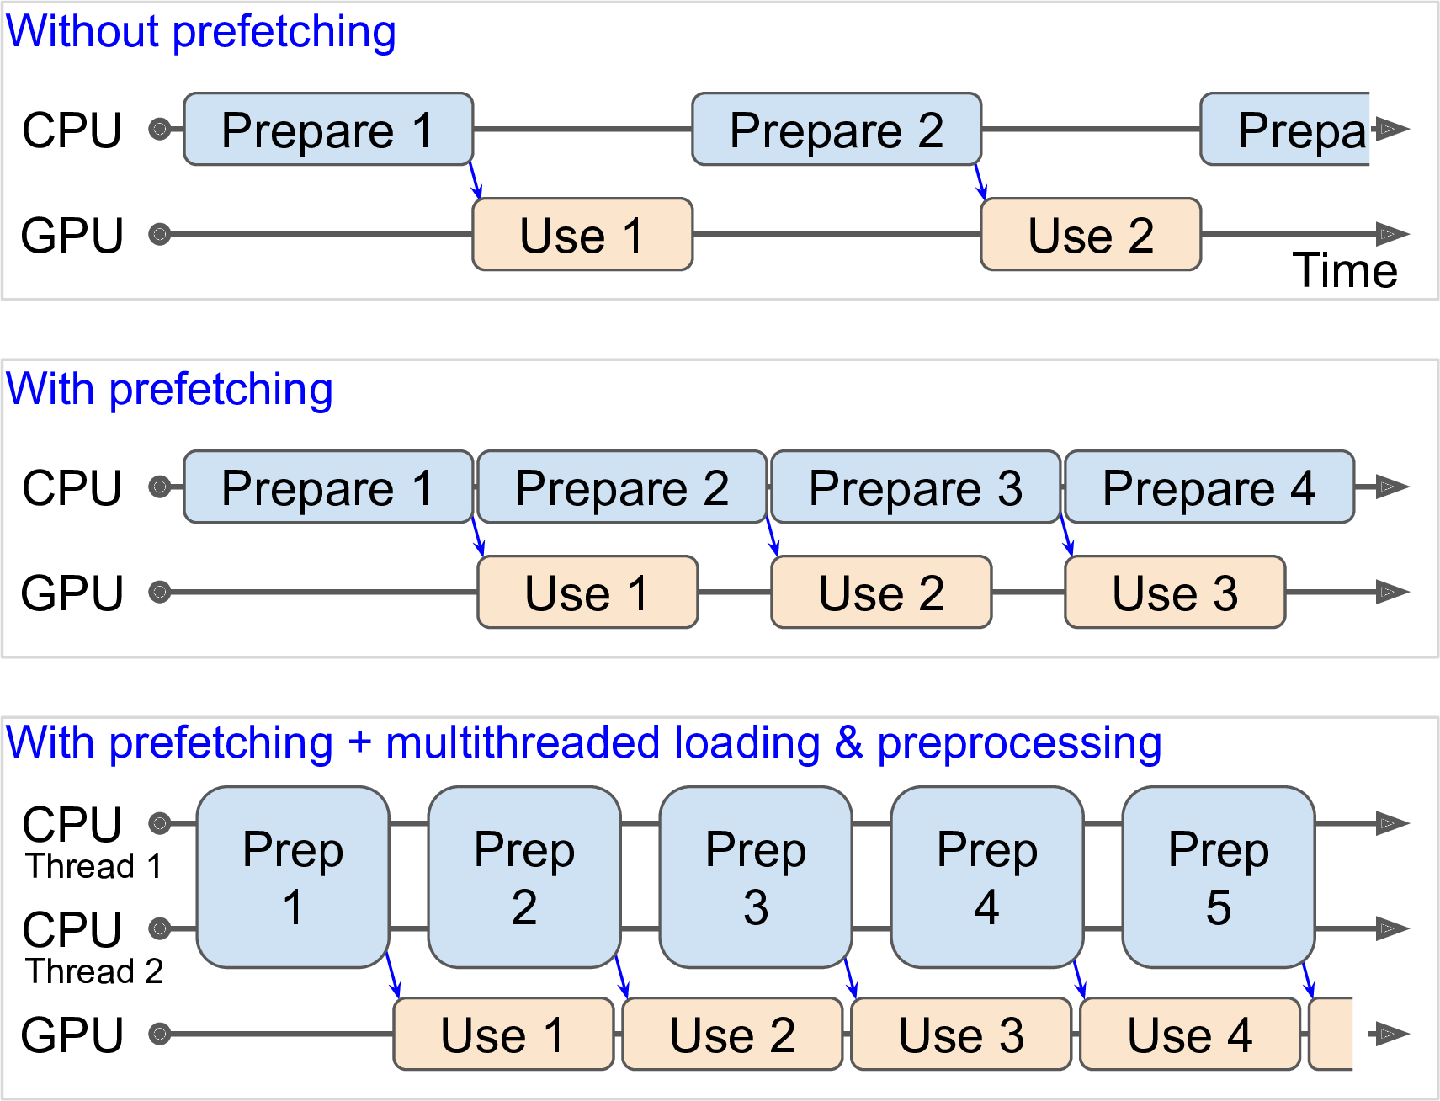 Without prefetching
CPU Prepare 1 Prepare 2 Prepa
GPU Use 1 Use 2
Time
With prefetching
CPU Prepare 1 Prepare 2 Prepare 3 Prepare 4
GPU Use 1 Use 2 Use 3
With prefetching + multithreaded loading & preprocessing
CPU
Thread 1
Prep
1
Prep
2
Prep
3
Prep
4
Prep
5
CPU
Thread 2
GPU Use 1 Use 2 Use 3 Use 4